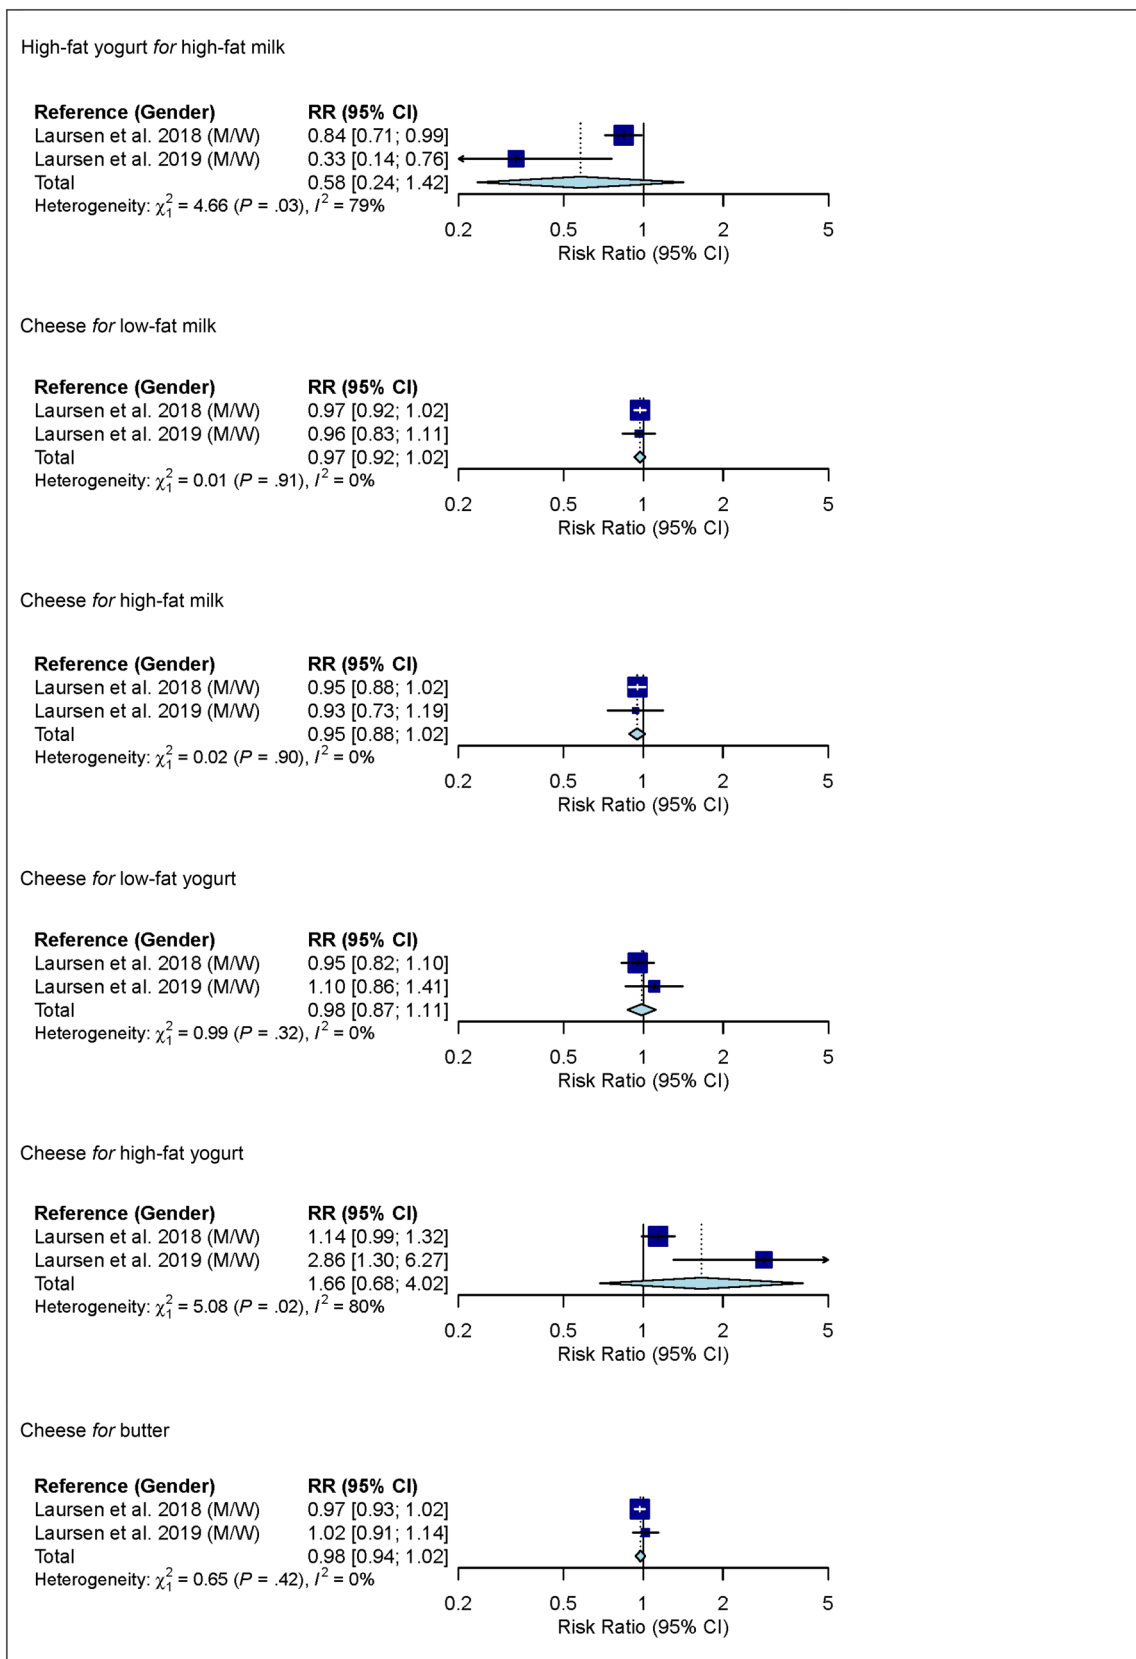 High-fat yogurt for high-fat milk
Reference (Gender) RR (95% CI)
Laursen et al. 2018 (M/W) 0.84 [0.71; 0.99]
Laursen et al. 2019 (M/W) 0.33 [0.14; 0.76]
Total 0.58 [0.24; 1.42]
Heterogeneity: χ²₁ = 4.66 (P = .03), I² = 79%
0.2 0.5 1 2 5
Risk Ratio (95% CI)
Cheese for low-fat milk
Reference (Gender) RR (95% CI)
Laursen et al. 2018 (M/W) 0.97 [0.92; 1.02]
Laursen et al. 2019 (M/W) 0.96 [0.83; 1.11]
Total 0.97 [0.92; 1.02]
Heterogeneity: χ²₁ = 0.01 (P = .91), I² = 0%
0.2 0.5 1 2 5
Risk Ratio (95% CI)
Cheese for high-fat milk
Reference (Gender) RR (95% CI)
Laursen et al. 2018 (M/W) 0.95 [0.88; 1.02]
Laursen et al. 2019 (M/W) 0.93 [0.73; 1.19]
Total 0.95 [0.88; 1.02]
Heterogeneity: χ²₁ = 0.02 (P = .90), I² = 0%
0.2 0.5 1 2 5
Risk Ratio (95% CI)
Cheese for low-fat yogurt
Reference (Gender) RR (95% CI)
Laursen et al. 2018 (M/W) 0.95 [0.82; 1.10]
Laursen et al. 2019 (M/W) 1.10 [0.86; 1.41]
Total 0.98 [0.87; 1.11]
Heterogeneity: χ²₁ = 0.99 (P = .32), I² = 0%
0.2 0.5 1 2 5
Risk Ratio (95% CI)
Cheese for high-fat yogurt
Reference (Gender) RR (95% CI)
Laursen et al. 2018 (M/W) 1.14 [0.99; 1.32]
Laursen et al. 2019 (M/W) 2.86 [1.30; 6.27]
Total 1.66 [0.68; 4.02]
Heterogeneity: χ²₁ = 5.08 (P = .02), I² = 80%
0.2 0.5 1 2 5
Risk Ratio (95% CI)
Cheese for butter
Reference (Gender) RR (95% CI)
Laursen et al. 2018 (M/W) 0.97 [0.93; 1.02]
Laursen et al. 2019 (M/W) 1.02 [0.91; 1.14]
Total 0.98 [0.94; 1.02]
Heterogeneity: χ²₁ = 0.65 (P = .42), I² = 0%
0.2 0.5 1 2 5
Risk Ratio (95% CI)